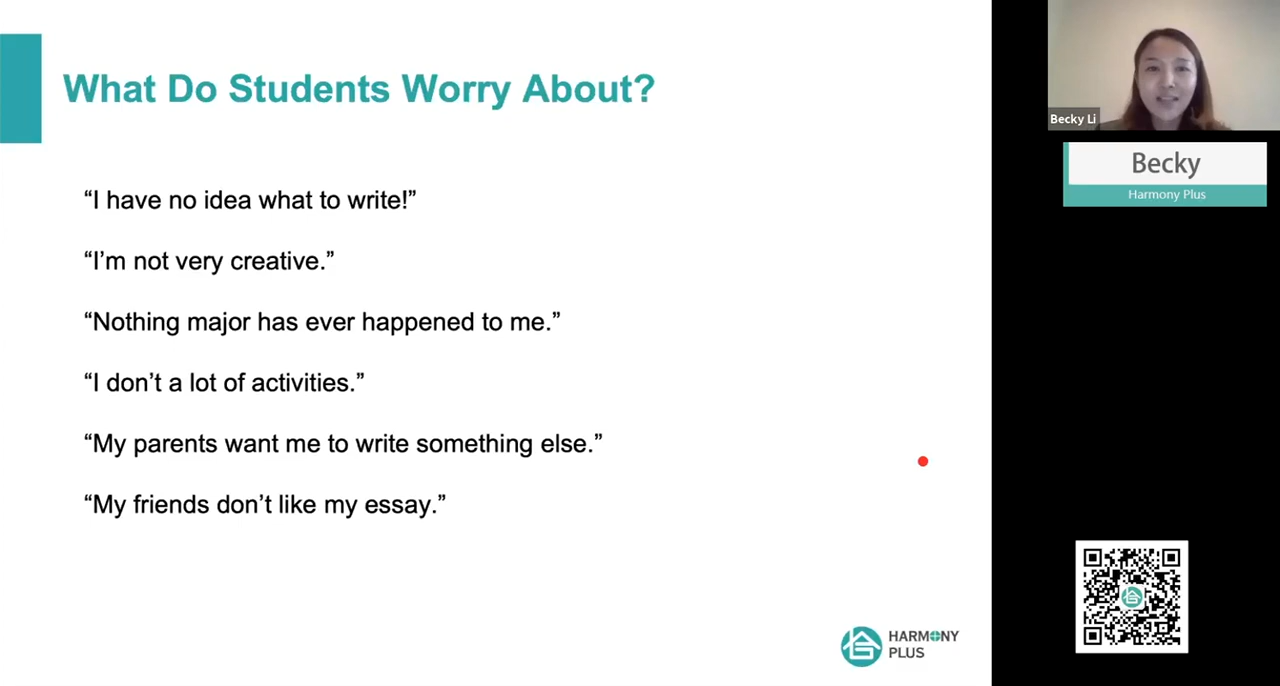 What Do Students Worry About?
“I have no idea what to write!”
“I’m not very creative.”
“Nothing major has ever happened to me.”
“I don’t a lot of activities.”
“My parents want me to write something else.”
“My friends don’t like my essay.”
HARMONY
PLUS
Becky Li
Becky
Harmony Plus